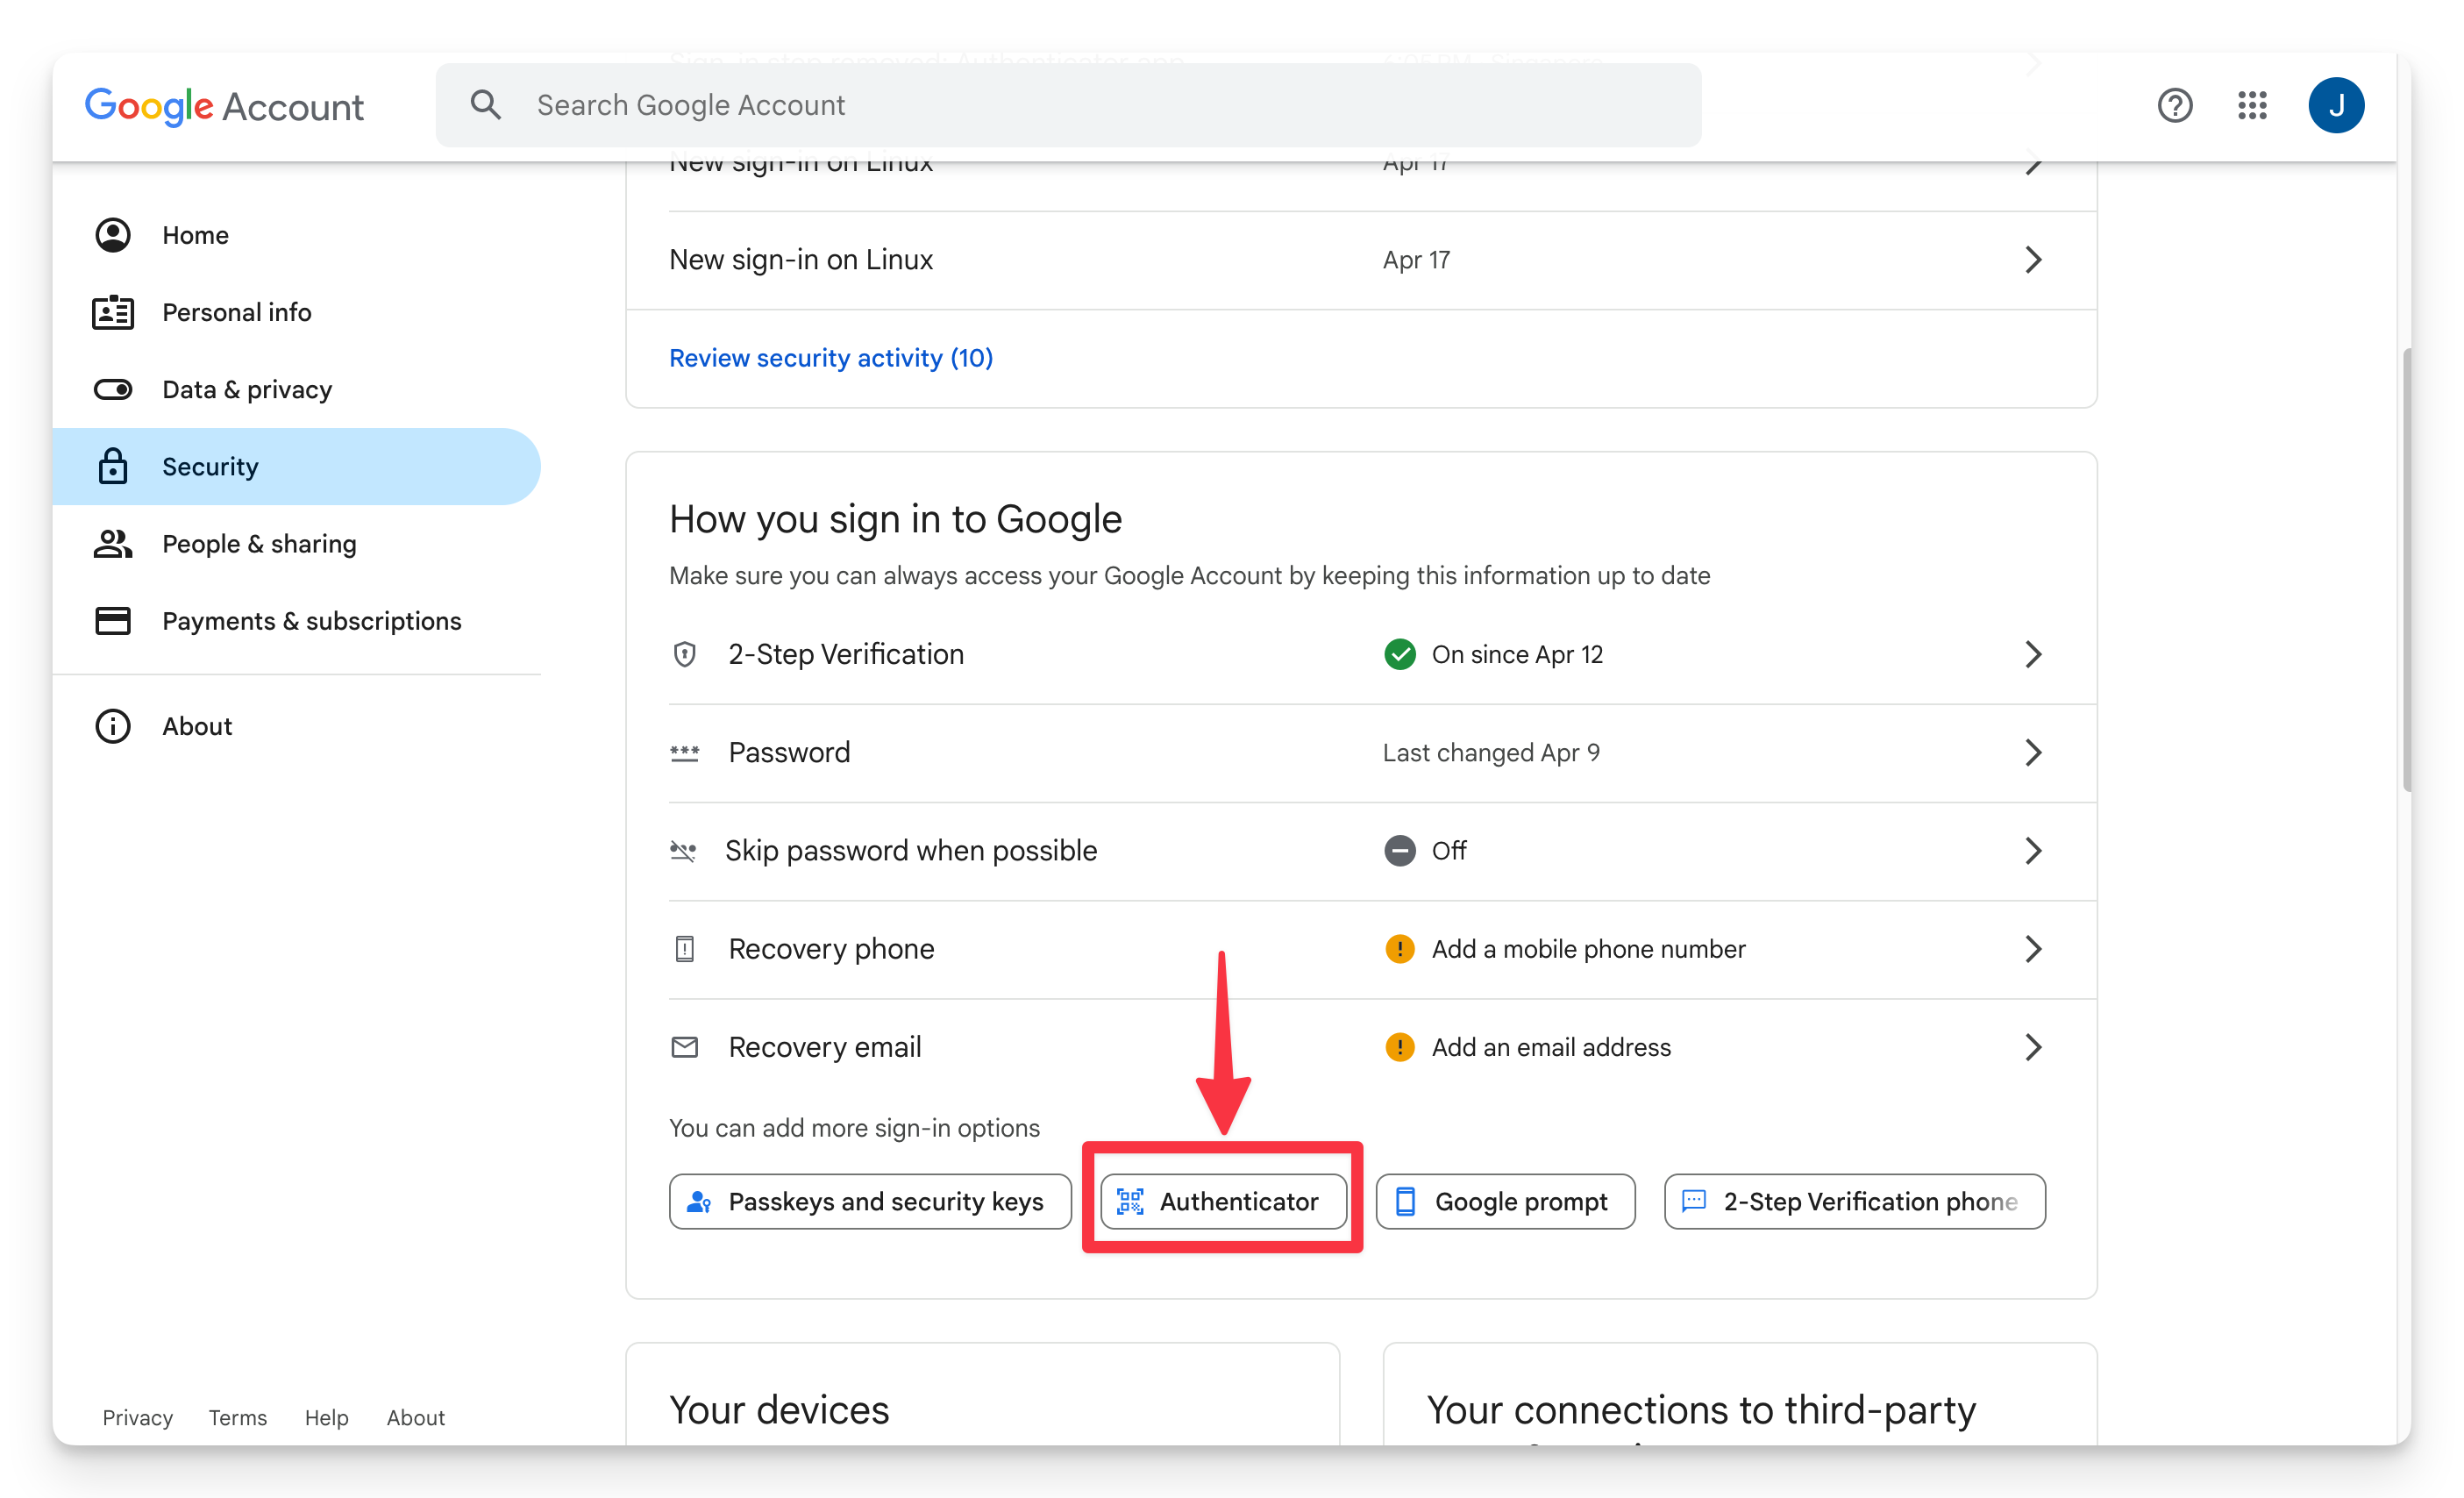 Google Account
Search Google Account
J
Home
Personal info
Data & privacy
Security
People & sharing
Payments & subscriptions
About
Privacy Terms Help About
New sign-in on Linux Apr 17
New sign-in on Linux Apr 17
Review security activity (10)
How you sign in to Google
Make sure you can always access your Google Account by keeping this information up to date
2-Step Verification On since Apr 12
Password Last changed Apr 9
Skip password when possible Off
Recovery phone Add a mobile phone number
Recovery email Add an email address
You can add more sign-in options
Passkeys and security keys Authenticator Google prompt 2-Step Verification phone
Your devices
Your connections to third-party